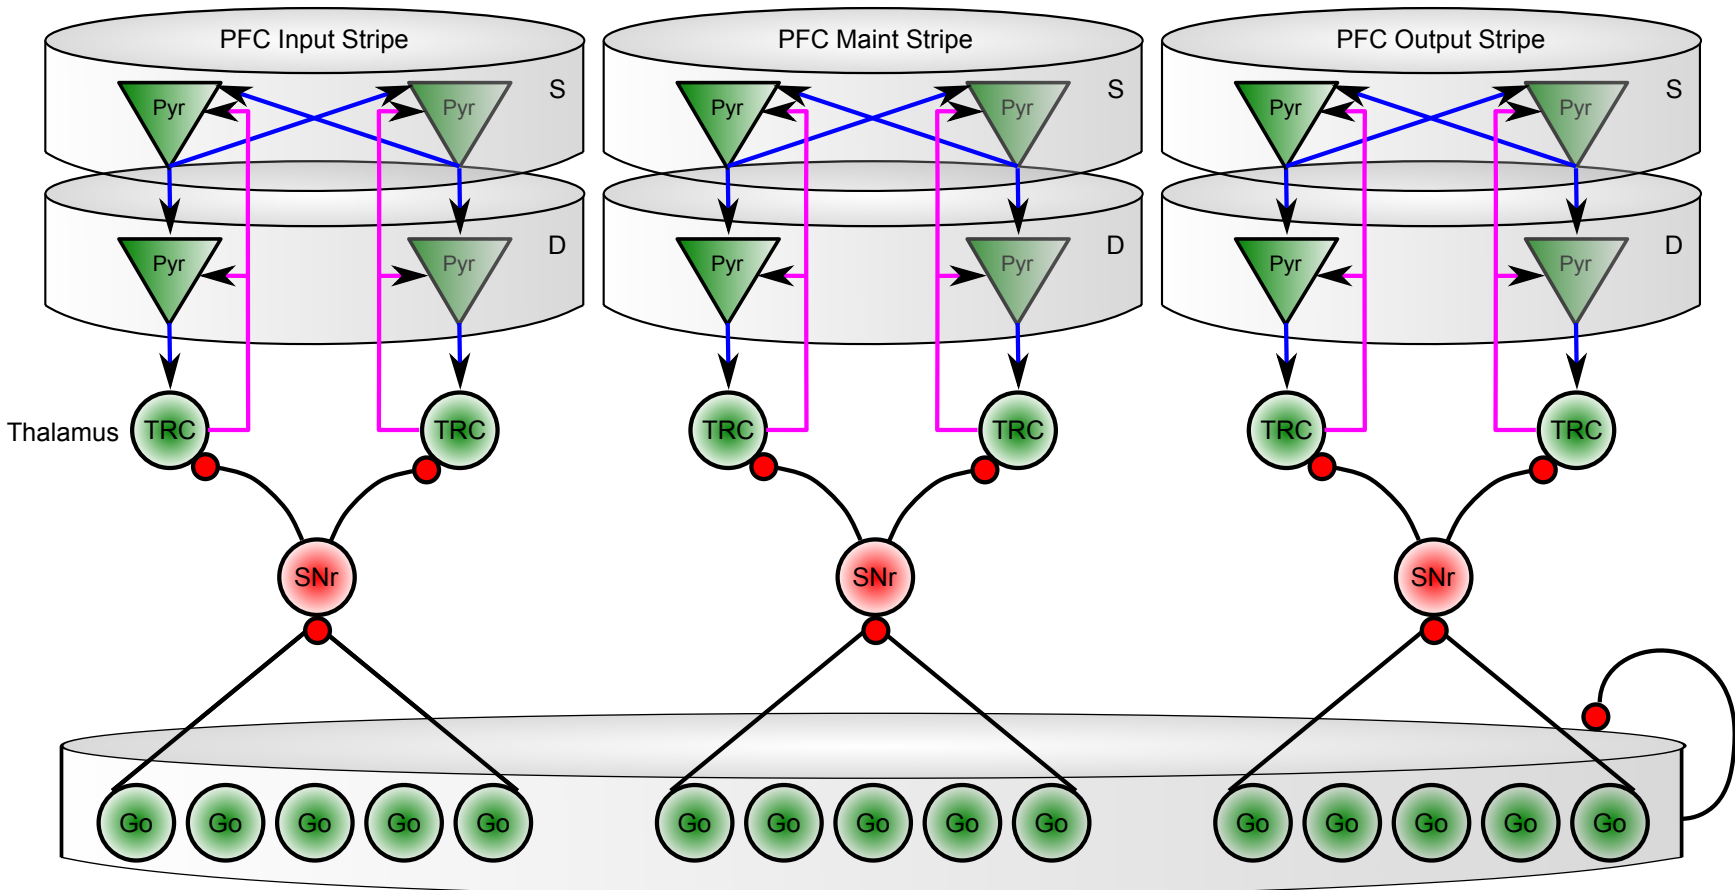 PFC Input Stripe PFC Maint Stripe PFC Output Stripe
Pyr Pyr S Pyr Pyr S Pyr Pyr S
Pyr Pyr D Pyr Pyr D Pyr Pyr D
Thalamus TRC TRC TRC TRC TRC TRC
SNr SNr SNr
Go Go Go Go Go Go Go Go Go Go Go Go Go Go Go